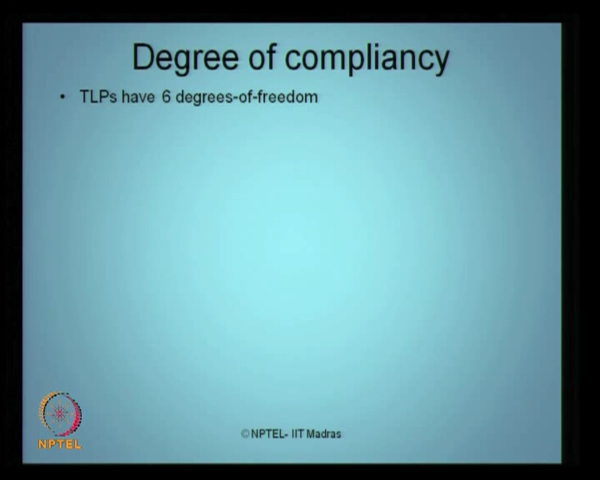 Degree of compliancy
• TLPs have 6 degrees-of-freedom
NPTEL
©NPTEL- IIT Madras